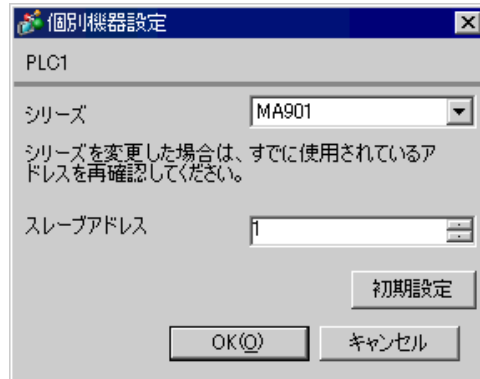 個別機器設定
PLC1
シリーズ MA901
シリーズを変更した場合は、すでに使用されているア
ドレスを再確認してください。
スレーブアドレス 1
初期設定
OK(O) キャンセル